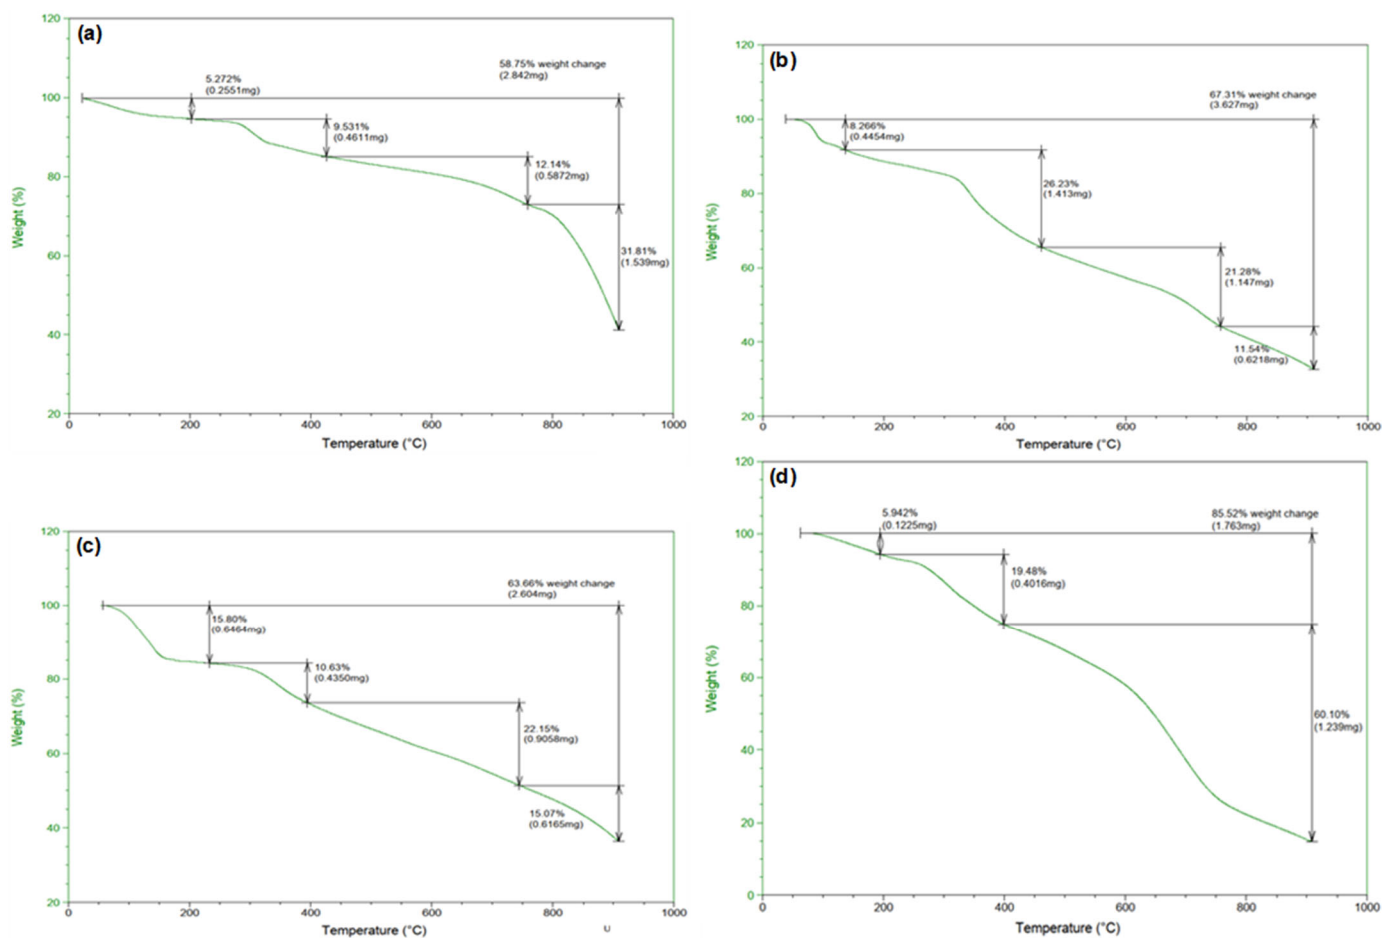 (a)
120
100
80
60
40
20
0
200
400
600
800
1000
Weight (%)
Temperature (°C)
5.272%
(0.2551mg)
9.531%
(0.4611mg)
12.14%
(0.5872mg)
58.75% weight change
(2.842mg)
31.81%
(1.539mg)
(b)
120
100
80
60
40
20
0
200
400
600
800
1000
Weight (%)
Temperature (°C)
8.266%
(0.4454mg)
26.23%
(1.413mg)
21.28%
(1.147mg)
67.31% weight change
(3.627mg)
11.54%
(0.6218mg)
(c)
120
100
80
60
40
20
0
200
400
600
800
1000
Weight (%)
Temperature (°C)
U
15.80%
(0.6464mg)
10.63%
(0.4350mg)
22.15%
(0.9058mg)
63.66% weight change
(2.604mg)
15.07%
(0.6165mg)
(d)
120
100
80
60
40
20
0
0
200
400
600
800
1000
Weight (%)
Temperature (°C)
5.942%
(0.1225mg)
19.48%
(0.4016mg)
85.52% weight change
(1.763mg)
60.10%
(1.239mg)